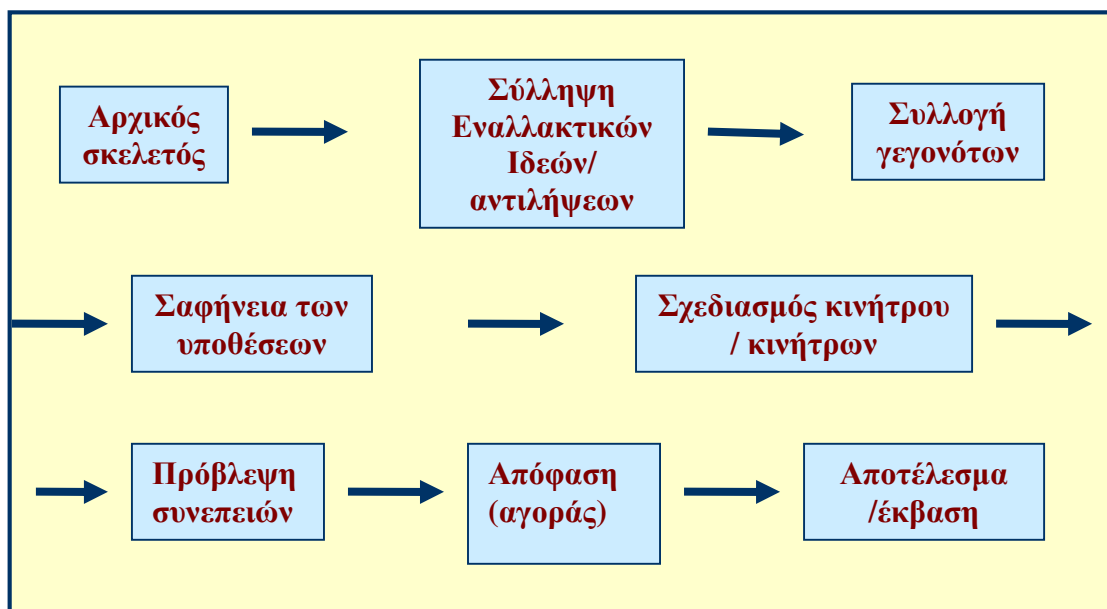 Αρχικός
σκελετός
Σύλληψη
Εναλλακτικών
Ιδεών/
αντιλήψεων
Συλλογή
γεγονότων
Σαφήνεια των
υποθέσεων
Σχεδιασμός κινήτρου
/ κινήτρων
Πρόβλεψη
συνεπειών
Απόφαση
(αγοράς)
Αποτέλεσμα
/έκβαση